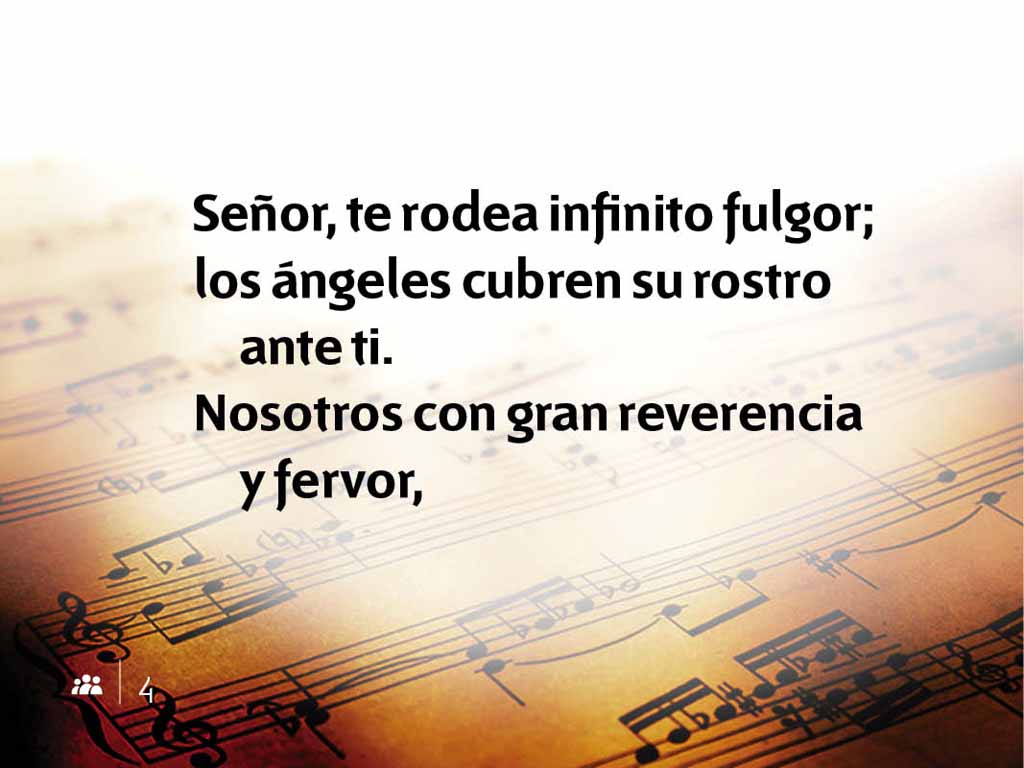 Señor, te rodea infinito fulgor;
los ángeles cubren su rostro
ante ti.
Nosotros con gran reverencia
y fervor,
4